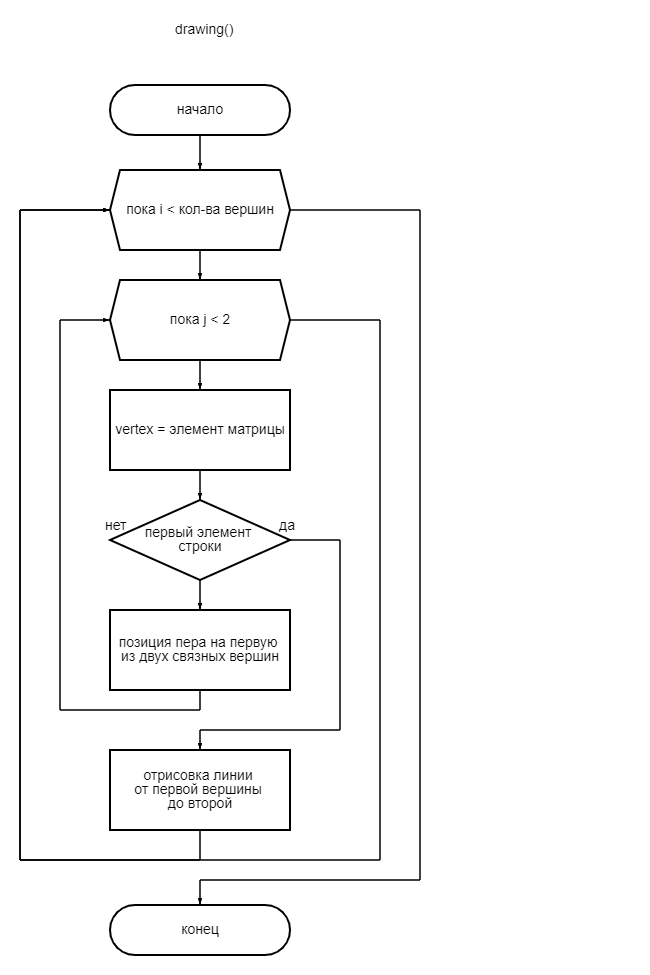 drawing()
начало
пока i < кол-ва вершин
пока j < 2
vertex = элемент матрицы
нет
да
первый элемент
строки
позиция пера на первую
из двух связных вершин
отрисовка линии
от первой вершины
до второй
конец